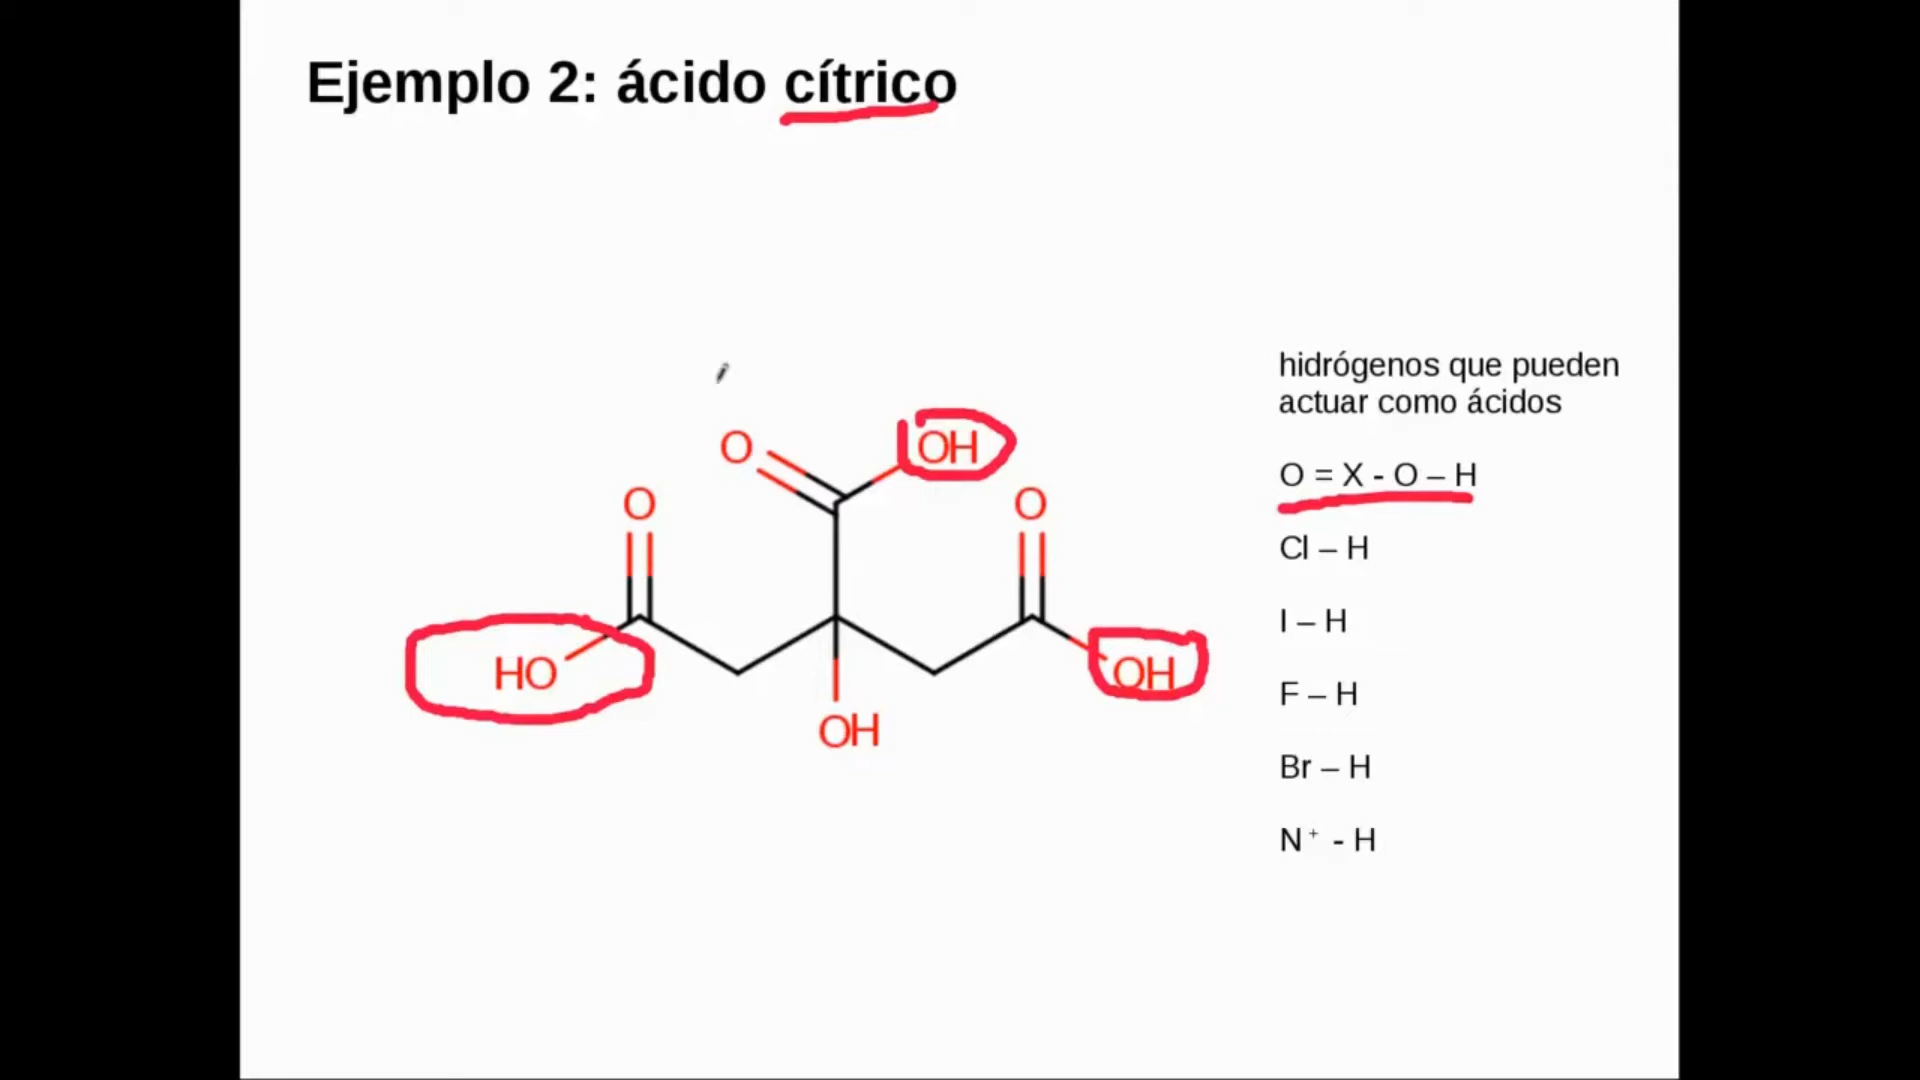 Ejemplo 2: ácido cítrico
hidrógenos que pueden
actuar como ácidos
O = X - O – H
Cl – H
I – H
F – H
Br – H
N⁺ - H
O
OH
O
O
HO
OH
OH